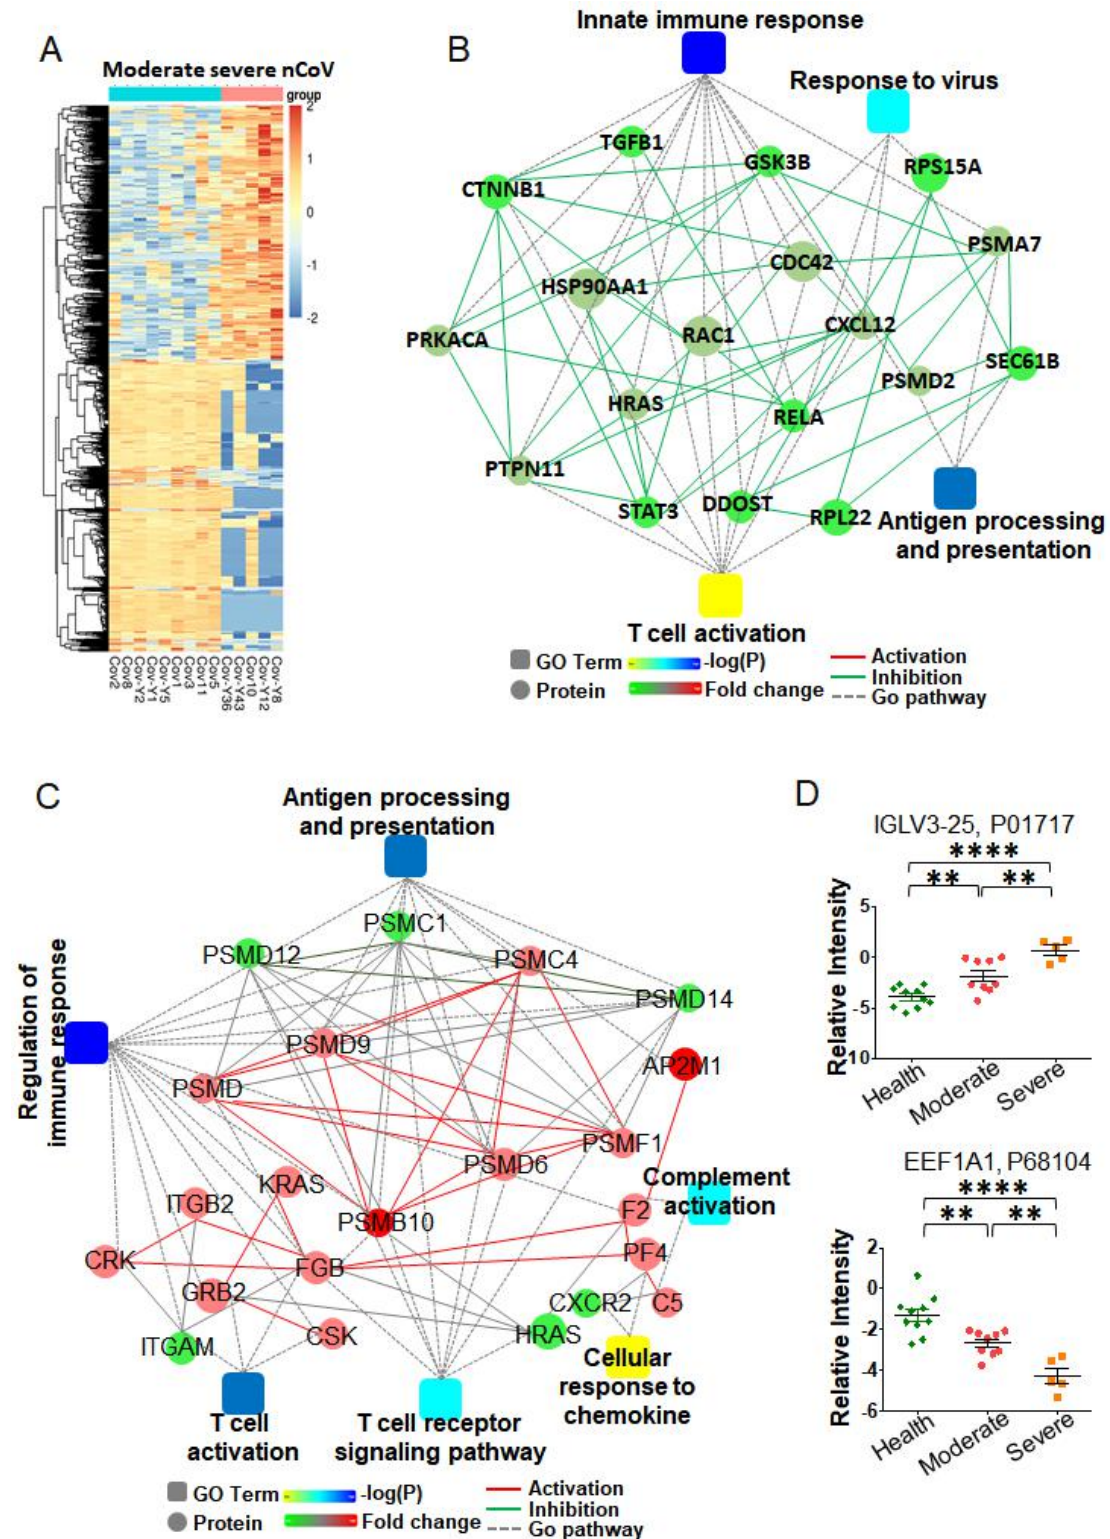 A
Moderate severe nCoV
group
2
1
0
-1
-2
Cov2
Cov8
Cov-Y2
Cov-Y1
Cov-Y5
Cov1
Cov3
Cov11
Cov5
Cov-Y36
Cov-Y43
Cov10
Cov-Y12
Cov-Y8
B
Innate immune response
Response to virus
TGFB1
GSK3B
RPS15A
CTNNB1
PSMA7
CDC42
HSP90AA1
CXCL12
RAC1
PRKACA
SEC61B
PSMD2
HRAS
RELA
PTPN11
STAT3
DDOST
RPL22
Antigen processing
and presentation
T cell activation
GO Term
-log(P)
Activation
Protein
Fold change
Inhibition
Go pathway
C
Antigen processing
and presentation
Regulation of
immune response
PSMC1
PSMD12
PSMC4
PSMD14
PSMD9
AP2M1
PSMD
PSMF1
PSMD6
Complement
activation
KRAS
ITGB2
PSMB10
F2
CRK
FGB
PF4
GRB2
CXCR2
C5
ITGAM
CSK
HRAS
Cellular
response to
chemokine
T cell
activation
T cell receptor
signaling pathway
GO Term
-log(P)
Activation
Protein
Fold change
Inhibition
Go pathway
D
IGLV3-25, P01717
****
** **
Relative Intensity
5
0
-5
10
Health
Moderate
Severe
EEF1A1, P68104
****
** **
Relative Intensity
2
0
-2
-4
-6
Health
Moderate
Severe